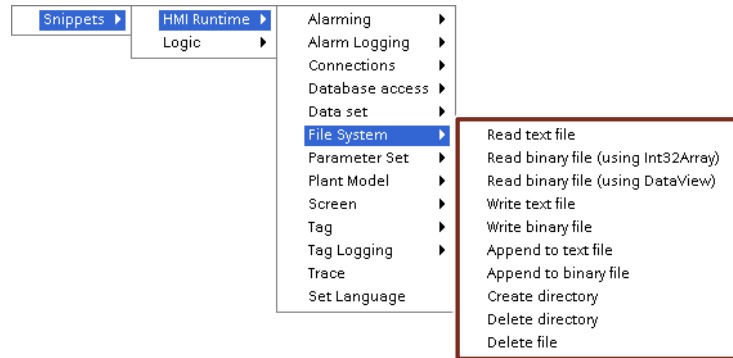 Snippets
HMI Runtime
Logic
Alarming
Alarm Logging
Connections
Database access
Data set
File System
Parameter Set
Plant Model
Screen
Tag
Tag Logging
Trace
Set Language
Read text file
Read binary file (using Int32Array)
Read binary file (using DataView)
Write text file
Write binary file
Append to text file
Append to binary file
Create directory
Delete directory
Delete file